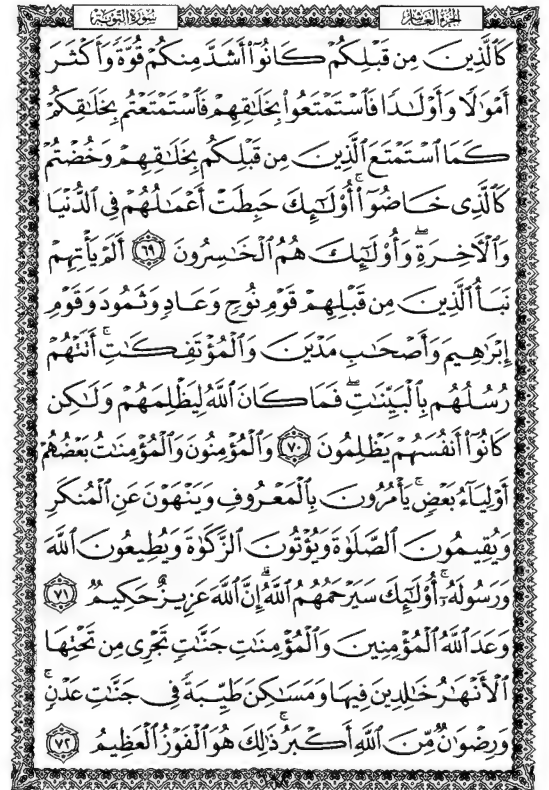 الجزء العاشر
سورة التوبة
كَٱلَّذِينَ مِن قَبْلِكُمْ كَانُوٓا۟ أَشَدَّ مِنكُمْ قُوَّةً وَأَكْثَرَ
أَمْوَٰلًا وَأَوْلَٰدًا فَٱسْتَمْتَعُوا۟ بِخَلَٰقِهِمْ فَٱسْتَمْتَعْتُم بِخَلَٰقِكُمْ
كَمَا ٱسْتَمْتَعَ ٱلَّذِينَ مِن قَبْلِكُم بِخَلَٰقِهِمْ وَخُضْتُمْ
كَٱلَّذِى خَاضُوٓا۟ ۚ أُو۟لَٰٓئِكَ حَبِطَتْ أَعْمَٰلُهُمْ فِى ٱلدُّنْيَا
وَٱلْءَاخِرَةِ ۖ وَأُو۟لَٰٓئِكَ هُمُ ٱلْخَٰسِرُونَ ٦٩ أَلَمْ يَأْتِهِمْ
نَبَأُ ٱلَّذِينَ مِن قَبْلِهِمْ قَوْمِ نُوحٍ وَعَادٍ وَثَمُودَ وَقَوْمِ
إِبْرَٰهِيمَ وَأَصْحَٰبِ مَدْيَنَ وَٱلْمُؤْتَفِكَٰتِ ۚ أَتَتْهُمْ
رُسُلُهُم بِٱلْبَيِّنَٰتِ ۖ فَمَا كَانَ ٱللَّهُ لِيَظْلِمَهُمْ وَلَٰكِن
كَانُوٓا۟ أَنفُسَهُمْ يَظْلِمُونَ ٧٠ وَٱلْمُؤْمِنُونَ وَٱلْمُؤْمِنَٰتُ بَعْضُهُمْ
أَوْلِيَآءُ بَعْضٍ ۚ يَأْمُرُونَ بِٱلْمَعْرُوفِ وَيَنْهَوْنَ عَنِ ٱلْمُنكَرِ
وَيُقِيمُونَ ٱلصَّلَوٰةَ وَيُؤْتُونَ ٱلزَّكَوٰةَ وَيُطِيعُونَ ٱللَّهَ
وَرَسُولَهُۥٓ ۚ أُو۟لَٰٓئِكَ سَيَرْحَمُهُمُ ٱللَّهُ ۗ إِنَّ ٱللَّهَ عَزِيزٌ حَكِيمٌ ٧١
وَعَدَ ٱللَّهُ ٱلْمُؤْمِنِينَ وَٱلْمُؤْمِنَٰتِ جَنَّٰتٍ تَجْرِى مِن تَحْتِهَا
ٱلْأَنْهَٰرُ خَٰلِدِينَ فِيهَا وَمَسَٰكِنَ طَيِّبَةً فِى جَنَّٰتِ عَدْنٍ ۚ
وَرِضْوَٰنٌ مِّنَ ٱللَّهِ أَكْبَرُ ۚ ذَٰلِكَ هُوَ ٱلْفَوْزُ ٱلْعَظِيمُ ٧٢